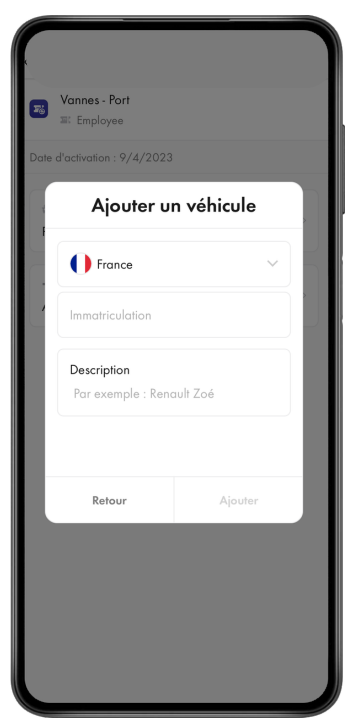 Vannes - Port
Employee
Date d'activation : 9/4/2023
Ajouter un véhicule
France
Immatriculation
Description
Par exemple : Renault Zoé
Retour
Ajouter